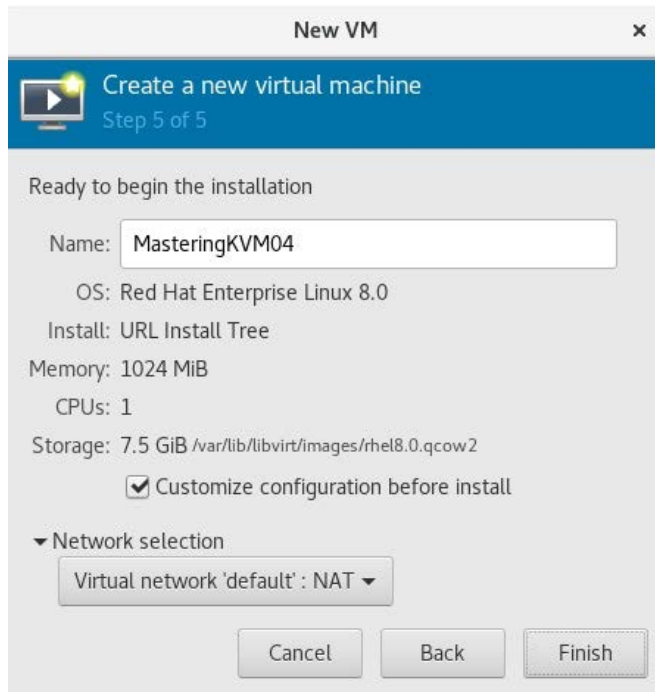 New VM
Create a new virtual machine
Step 5 of 5
Ready to begin the installation
Name: MasteringKVM04
OS: Red Hat Enterprise Linux 8.0
Install: URL Install Tree
Memory: 1024 MiB
CPUs: 1
Storage: 7.5 GiB /var/lib/libvirt/images/rhel8.0.qcow2
Customize configuration before install
Network selection
Virtual network 'default' : NAT
Cancel Back Finish